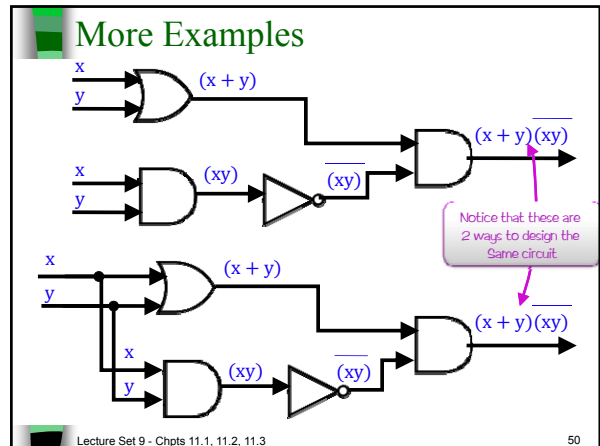 More Examples
x
y
(x + y)
x
y
(xy)
(xy)̅
(x + y)(xy)̅
Notice that these are
2 ways to design the
Same circuit
x
y
(x + y)
x
y
(xy)
(xy)̅
(x + y)(xy)̅
Lecture Set 9 - Chpts 11.1, 11.2, 11.3
50